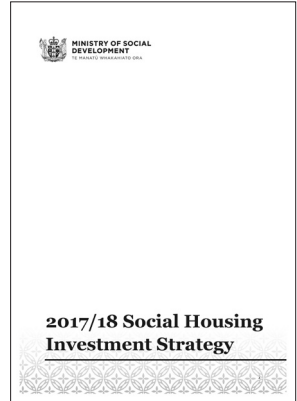 MINISTRY OF SOCIAL
DEVELOPMENT
TE MANATŪ WHAKAHIATO ORA
2017/18 Social Housing
Investment Strategy